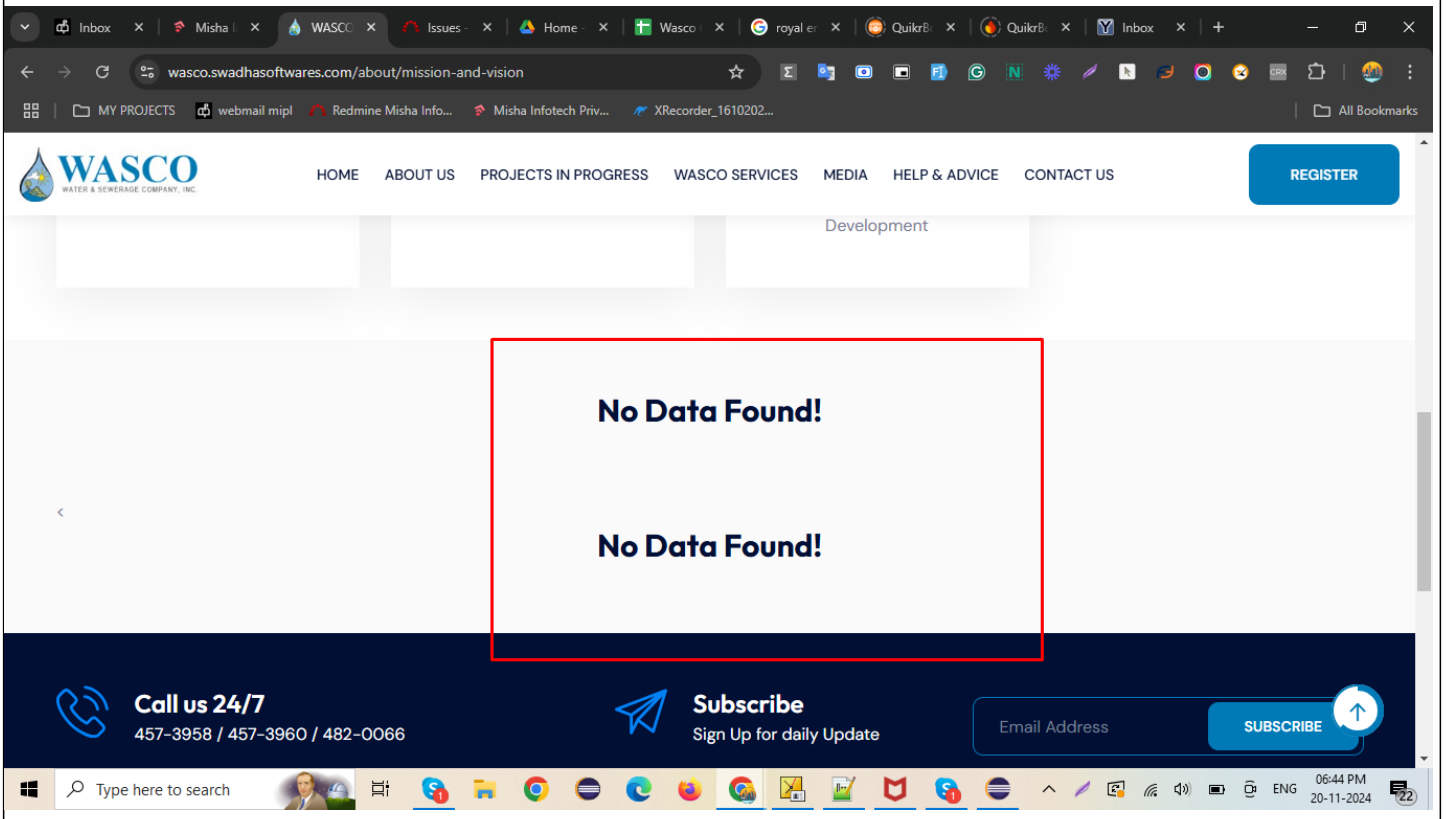 Inbox
Misha I
WASCO
Issues -
Home -
Wasco
royal er
QuikrBo
QuikrBo
Inbox
wasco.swadhasoftwares.com/about/mission-and-vision
MY PROJECTS
webmail mipl
Redmine Misha Info...
Misha Infotech Priv...
XRecorder_1610202...
All Bookmarks
WASCO
WATER & SEWERAGE COMPANY, INC.
HOME
ABOUT US
PROJECTS IN PROGRESS
WASCO SERVICES
MEDIA
HELP & ADVICE
CONTACT US
REGISTER
Development
No Data Found!
<
No Data Found!
Call us 24/7
457-3958 / 457-3960 / 482-0066
Subscribe
Sign Up for daily Update
Email Address
SUBSCRIBE
Type here to search
ENG
06:44 PM
20-11-2024
22